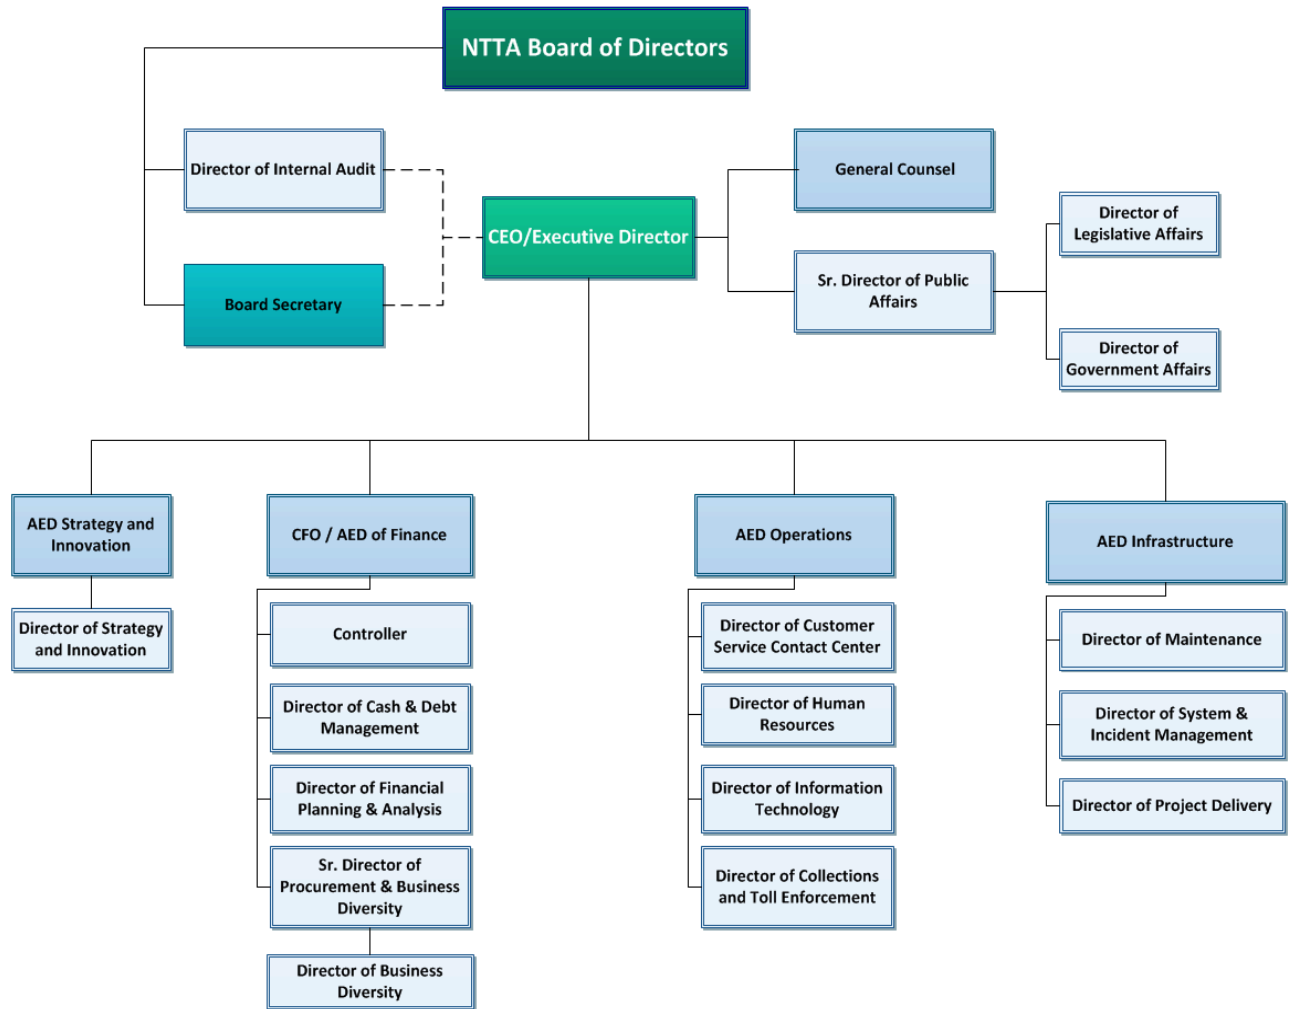 NTTA Board of Directors
Director of Internal Audit
General Counsel
CEO/Executive Director
Director of
Legislative Affairs
Board Secretary
Sr. Director of Public
Affairs
Director of
Government Affairs
AED Strategy and
Innovation
Director of Strategy
and Innovation
CFO / AED of Finance
Controller
Director of Cash & Debt
Management
Director of Financial
Planning & Analysis
Sr. Director of
Procurement & Business
Diversity
Director of Business
Diversity
AED Operations
Director of Customer
Service Contact Center
Director of Human
Resources
Director of Information
Technology
Director of Collections
and Toll Enforcement
AED Infrastructure
Director of Maintenance
Director of System &
Incident Management
Director of Project Delivery